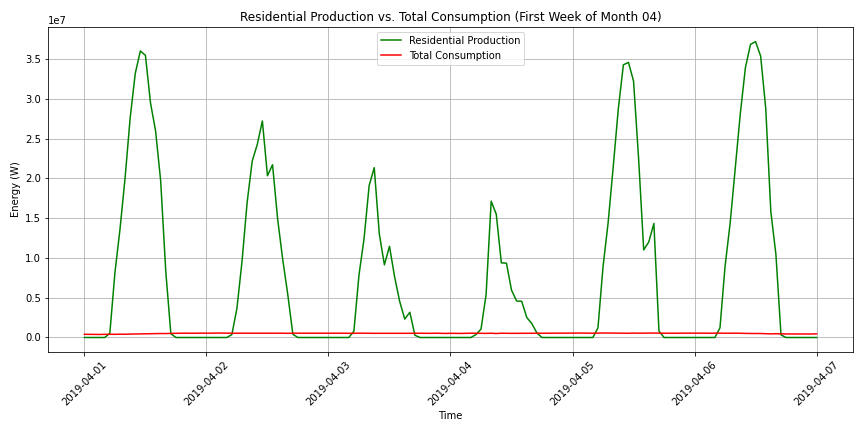 Residential Production vs. Total Consumption (First Week of Month 04)
1e7
Residential Production
Total Consumption
3.5
3.0
2.5
2.0
1.5
1.0
0.5
0.0
Energy (W)
2019-04-01
2019-04-02
2019-04-03
2019-04-04
2019-04-05
2019-04-06
2019-04-07
Time